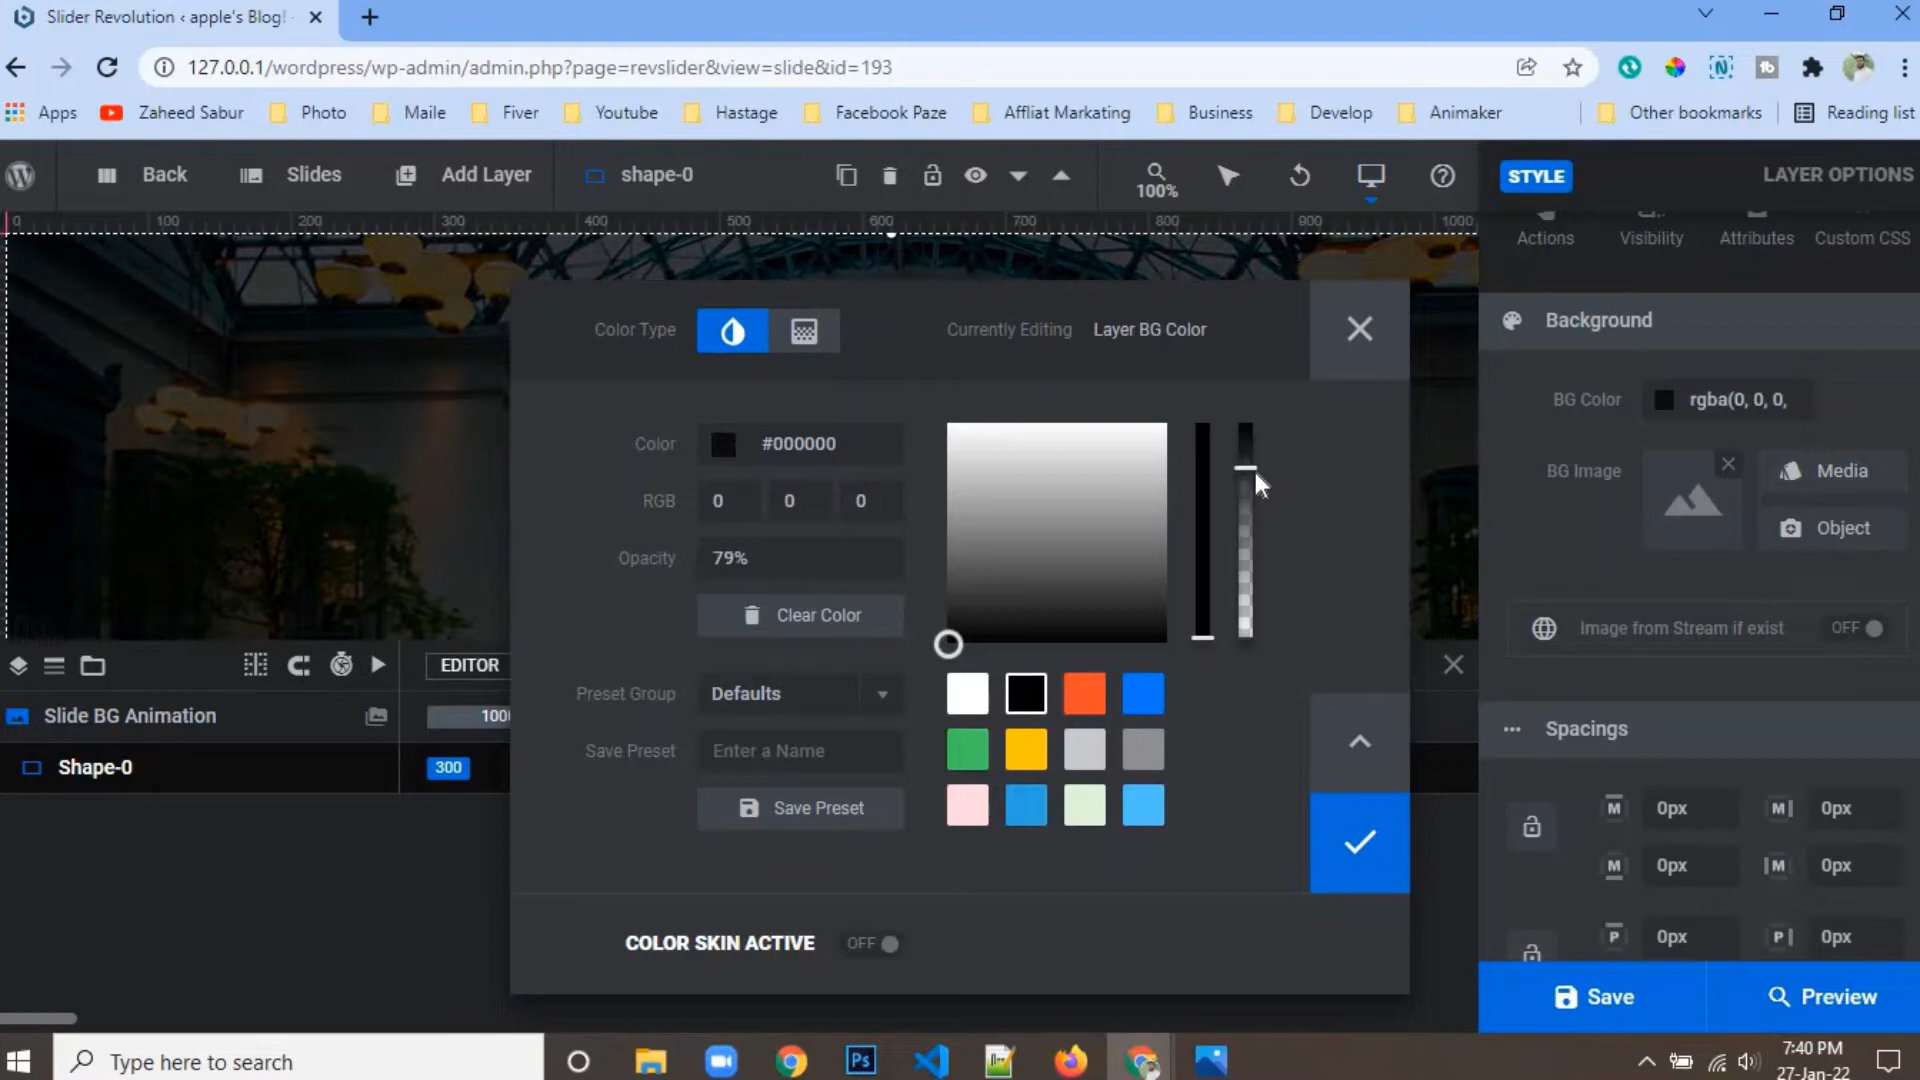 Slider Revolution ‹ apple's Blog!
127.0.0.1/wordpress/wp-admin/admin.php?page=revslider&view=slide&id=193
Apps Zaheed Sabur Photo Maile Fiver Youtube Hastage Facebook Paze Affliat Markating Business Develop Animaker Other bookmarks Reading list
Back Slides Add Layer shape-0 100% STYLE LAYER OPTIONS
0 100 200 300 400 500 600 700 800 900 1000
Actions Visibility Attributes Custom CSS
Color Type Currently Editing Layer BG Color
Background
BG Color rgba(0, 0, 0,
Color #000000
BG Image Media
RGB 0 0 0
Object
Opacity 79%
Clear Color
Image from Stream if exist OFF
EDITOR
Preset Group Defaults
Slide BG Animation 100
Spacings
Save Preset Enter a Name
Shape-0 300
Save Preset
M 0px M 0px
M 0px M 0px
COLOR SKIN ACTIVE OFF
P 0px P 0px
Save Preview
Type here to search
Ps
7:40 PM
27-Jan-22